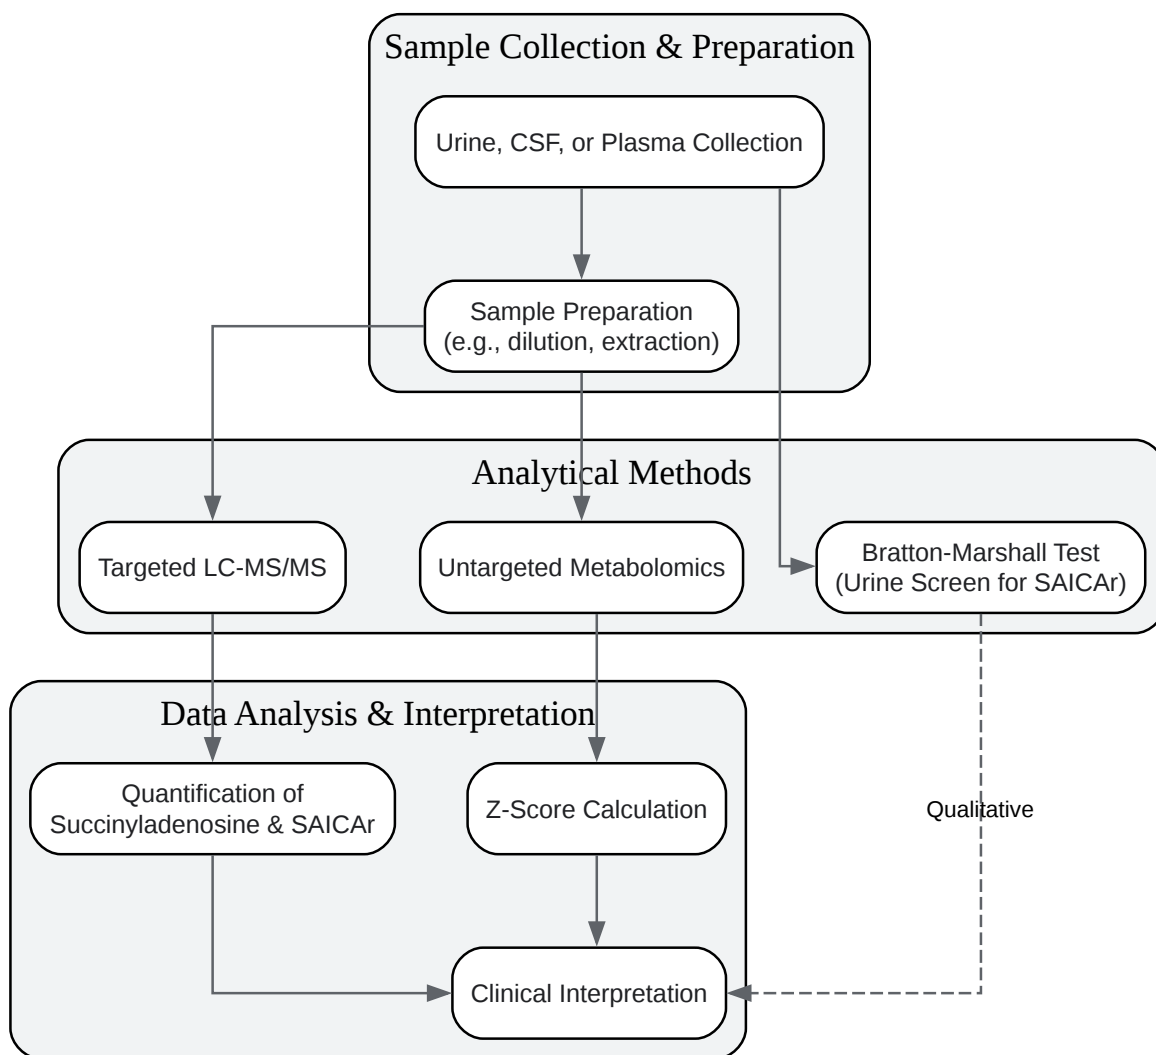 Sample Collection & Preparation
Urine, CSF, or Plasma Collection
Sample Preparation
(e.g., dilution, extraction)
Analytical Methods
Targeted LC-MS/MS
Untargeted Metabolomics
Bratton-Marshall Test
(Urine Screen for SAICAr)
Data Analysis & Interpretation
Quantification of
Succinyladenosine & SAICAr
Z-Score Calculation
Qualitative
Clinical Interpretation